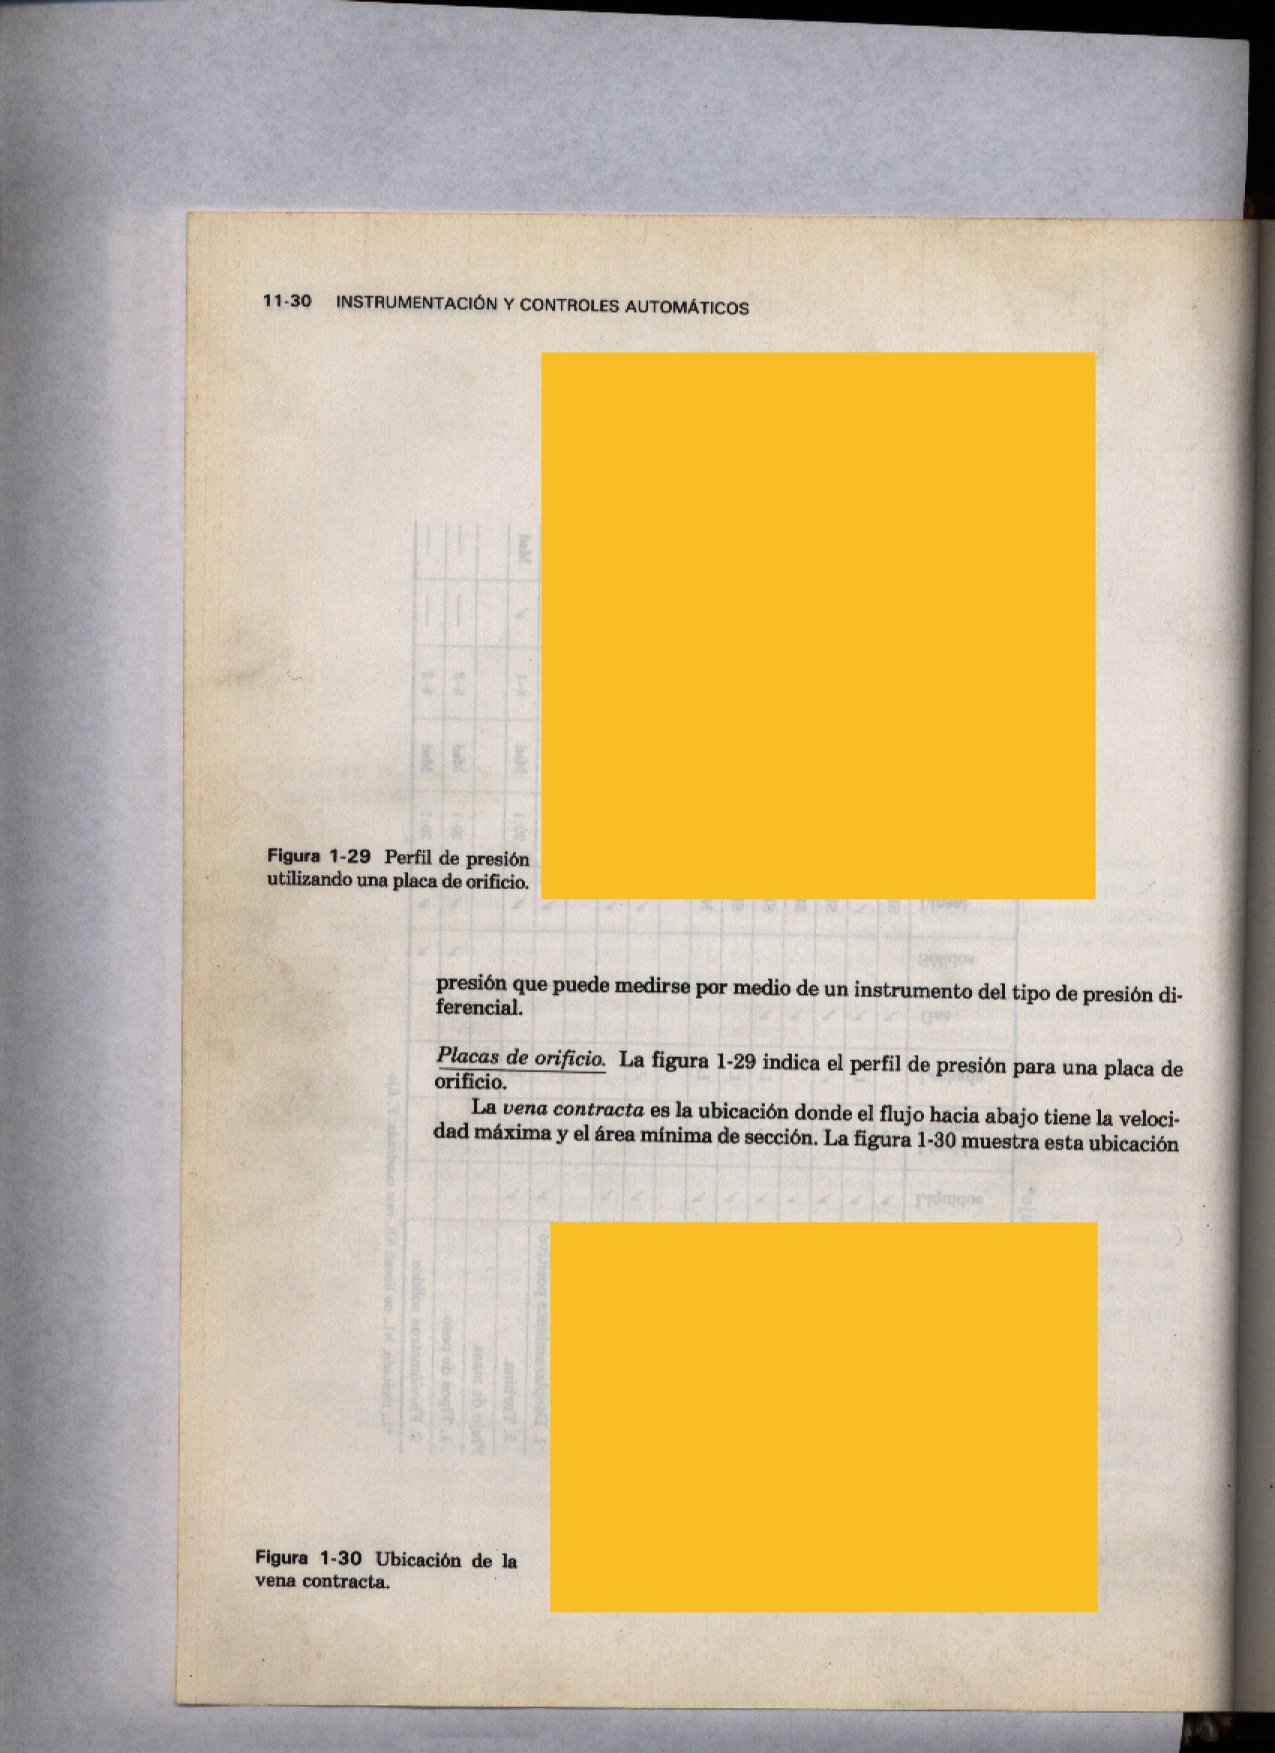 11-30 INSTRUMENTACIÓN Y CONTROLES AUTOMÁTICOS
Figura 1-29 Perfil de presión
utilizando una placa de orificio.
presión que puede medirse por medio de un instrumento del tipo de presión di-
ferencial.
Placas de orificio. La figura 1-29 indica el perfil de presión para una placa de
orificio.
La vena contracta es la ubicación donde el flujo hacia abajo tiene la veloci-
dad máxima y el área mínima de sección. La figura 1-30 muestra esta ubicación
Figura 1-30 Ubicación de la
vena contracta.